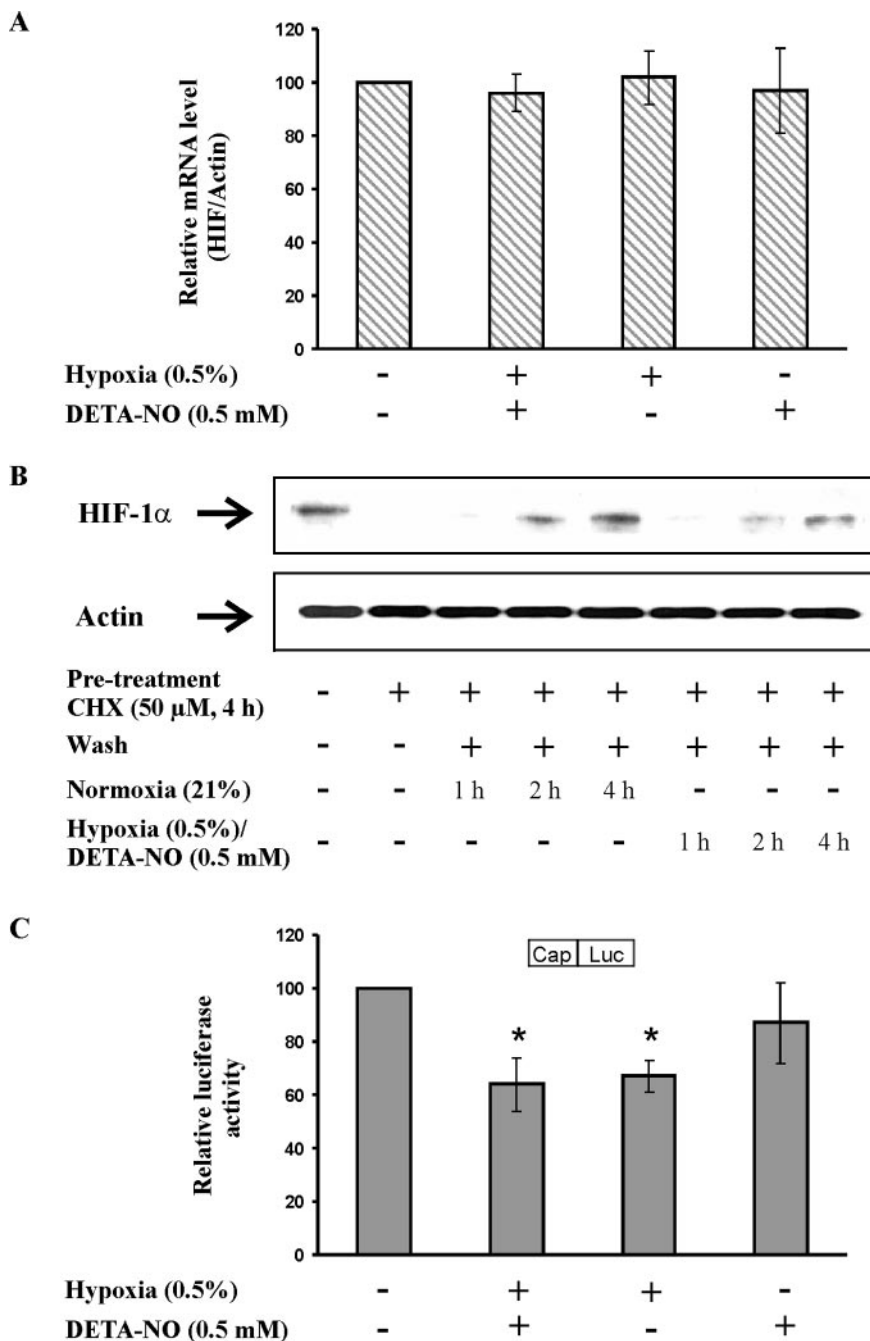 A
120
100
80
60
40
20
0
Relative mRNA level
(HIF/Actin)
Hypoxia (0.5%) - + + -
DETA-NO (0.5 mM) - + - +
B
HIF-1α
Actin
Pre-treatment
CHX (50 µM, 4 h) - + + + + + + +
Wash - - + + + + + +
Normoxia (21%) - - 1 h 2 h 4 h - - -
Hypoxia (0.5%)/
DETA-NO (0.5 mM) - - - - - 1 h 2 h 4 h
C
120
100
80
60
40
20
0
Relative luciferase
activity
Cap Luc
* *
Hypoxia (0.5%) - + + -
DETA-NO (0.5 mM) - + - +